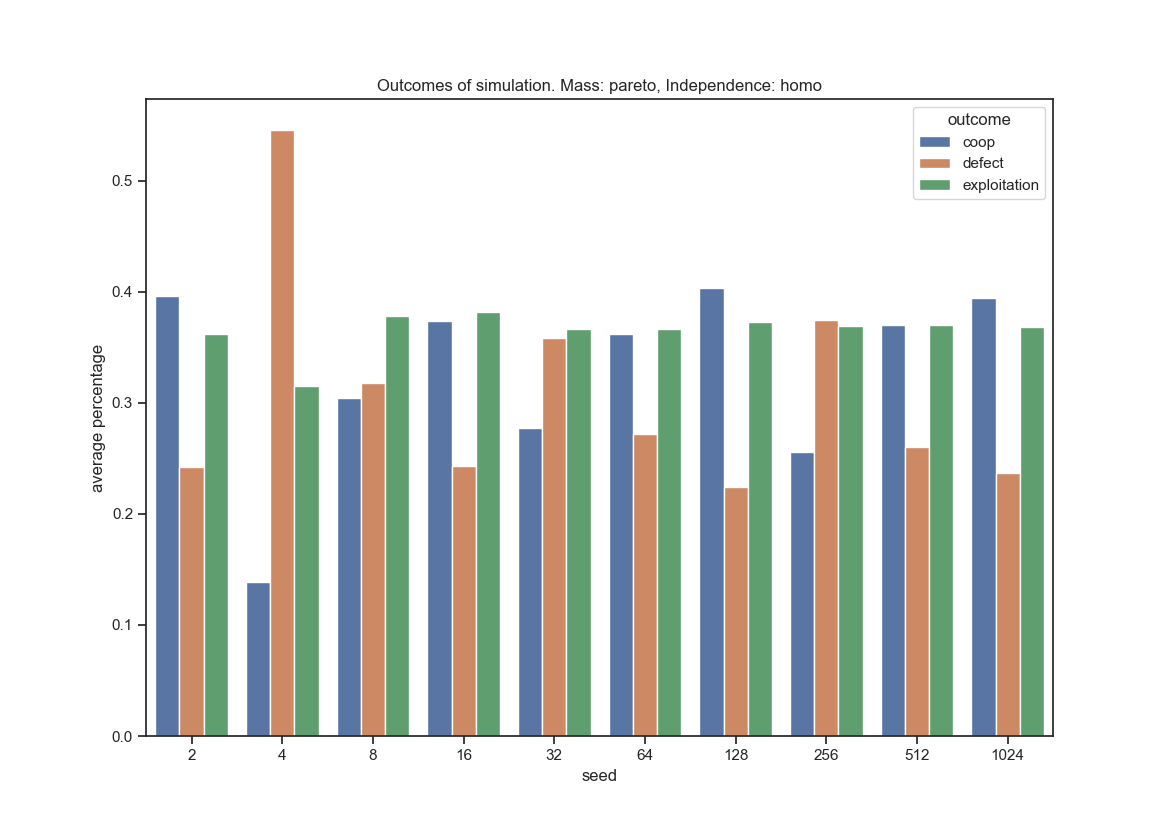 Outcomes of simulation. Mass: pareto, Independence: homo
outcome
coop
defect
exploitation
average percentage
0.5
0.4
0.3
0.2
0.1
0.0
2 4 8 16 32 64 128 256 512 1024
seed